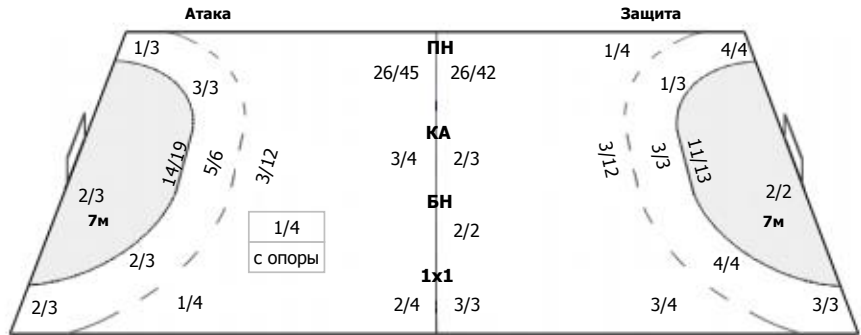 Атака Защита
1/3 ПН 1/4 4/4
26/45 26/42
3/3 1/3
КА
14/19 5/6 3/12 3/4 2/3 3/12 3/3 11/13
2/3 БН 2/2
7м 7м
1/4 2/2
с опоры
2/3 4/4
1х1
2/3 1/4 2/4 3/3 3/4 3/3